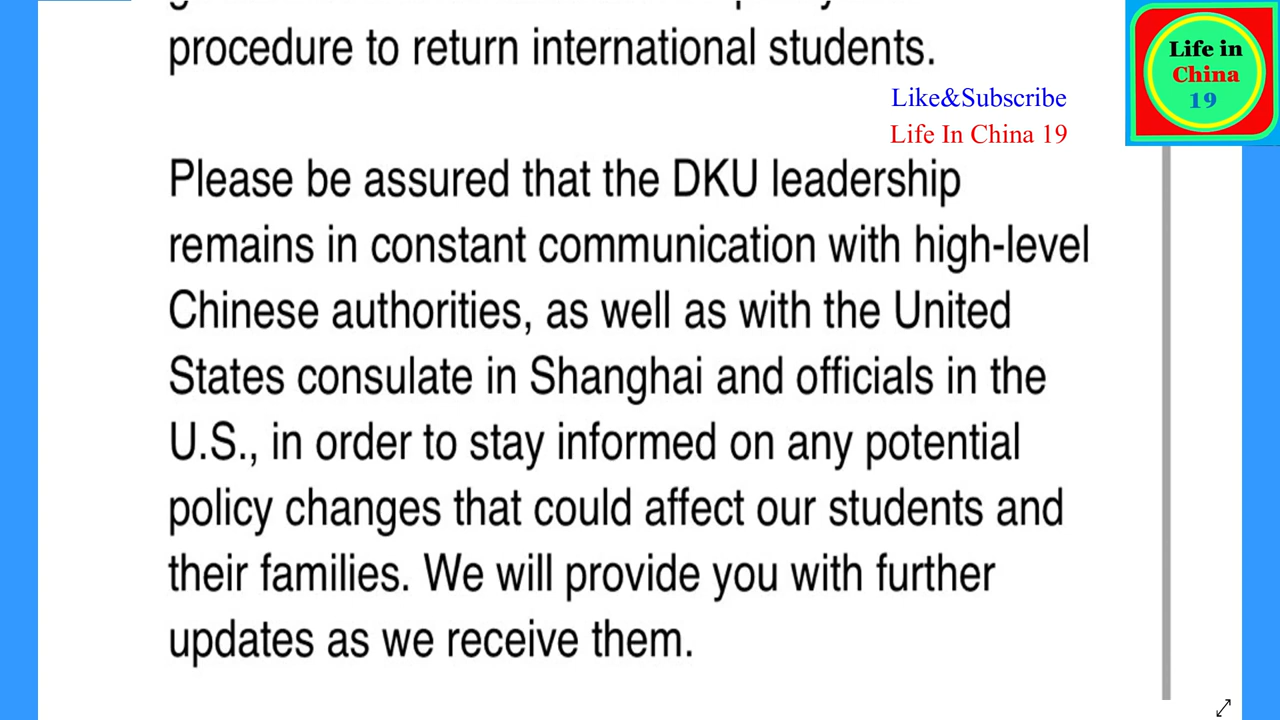 procedure to return international students.
Like&Subscribe
Life In China 19
Life in
China
19
Please be assured that the DKU leadership
remains in constant communication with high-level
Chinese authorities, as well as with the United
States consulate in Shanghai and officials in the
U.S., in order to stay informed on any potential
policy changes that could affect our students and
their families. We will provide you with further
updates as we receive them.